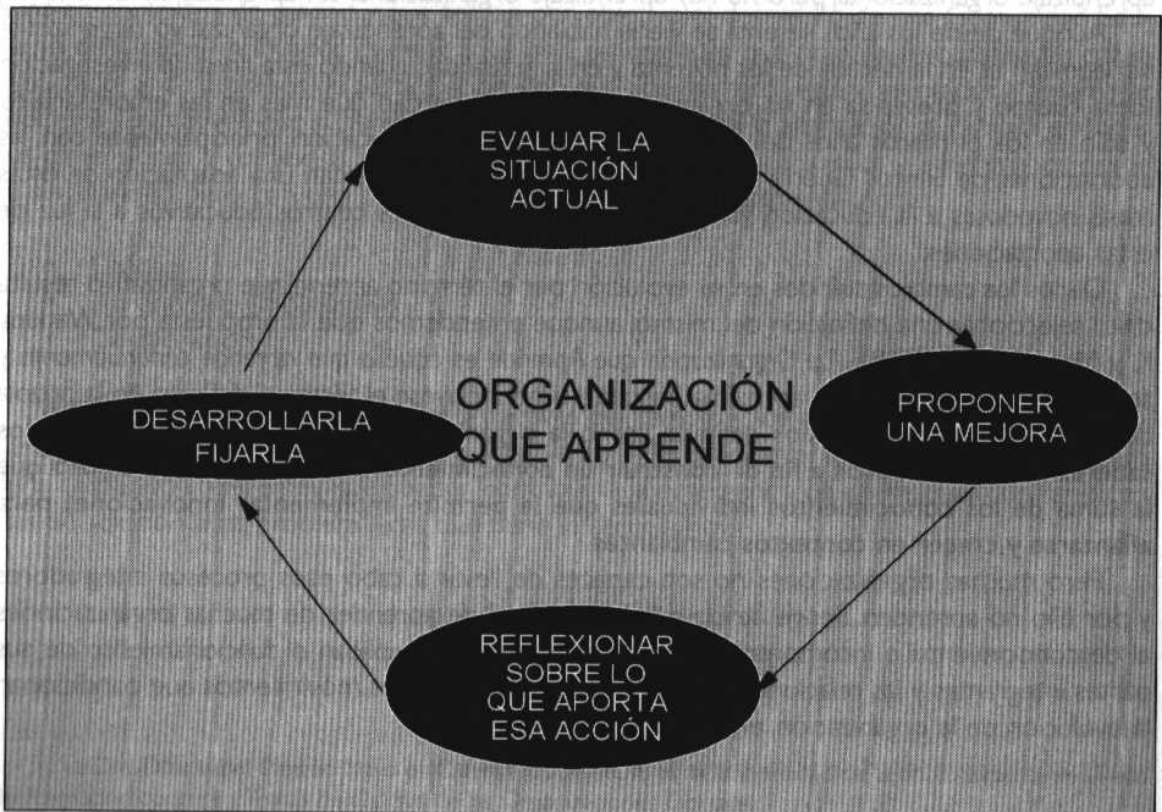 EVALUAR LA
SITUACIÓN
ACTUAL
ORGANIZACIÓN
QUE APRENDE
PROPONER
UNA MEJORA
REFLEXIONAR
SOBRE LO
QUE APORTA
ESA ACCIÓN
DESARROLLARLA
FIJARLA